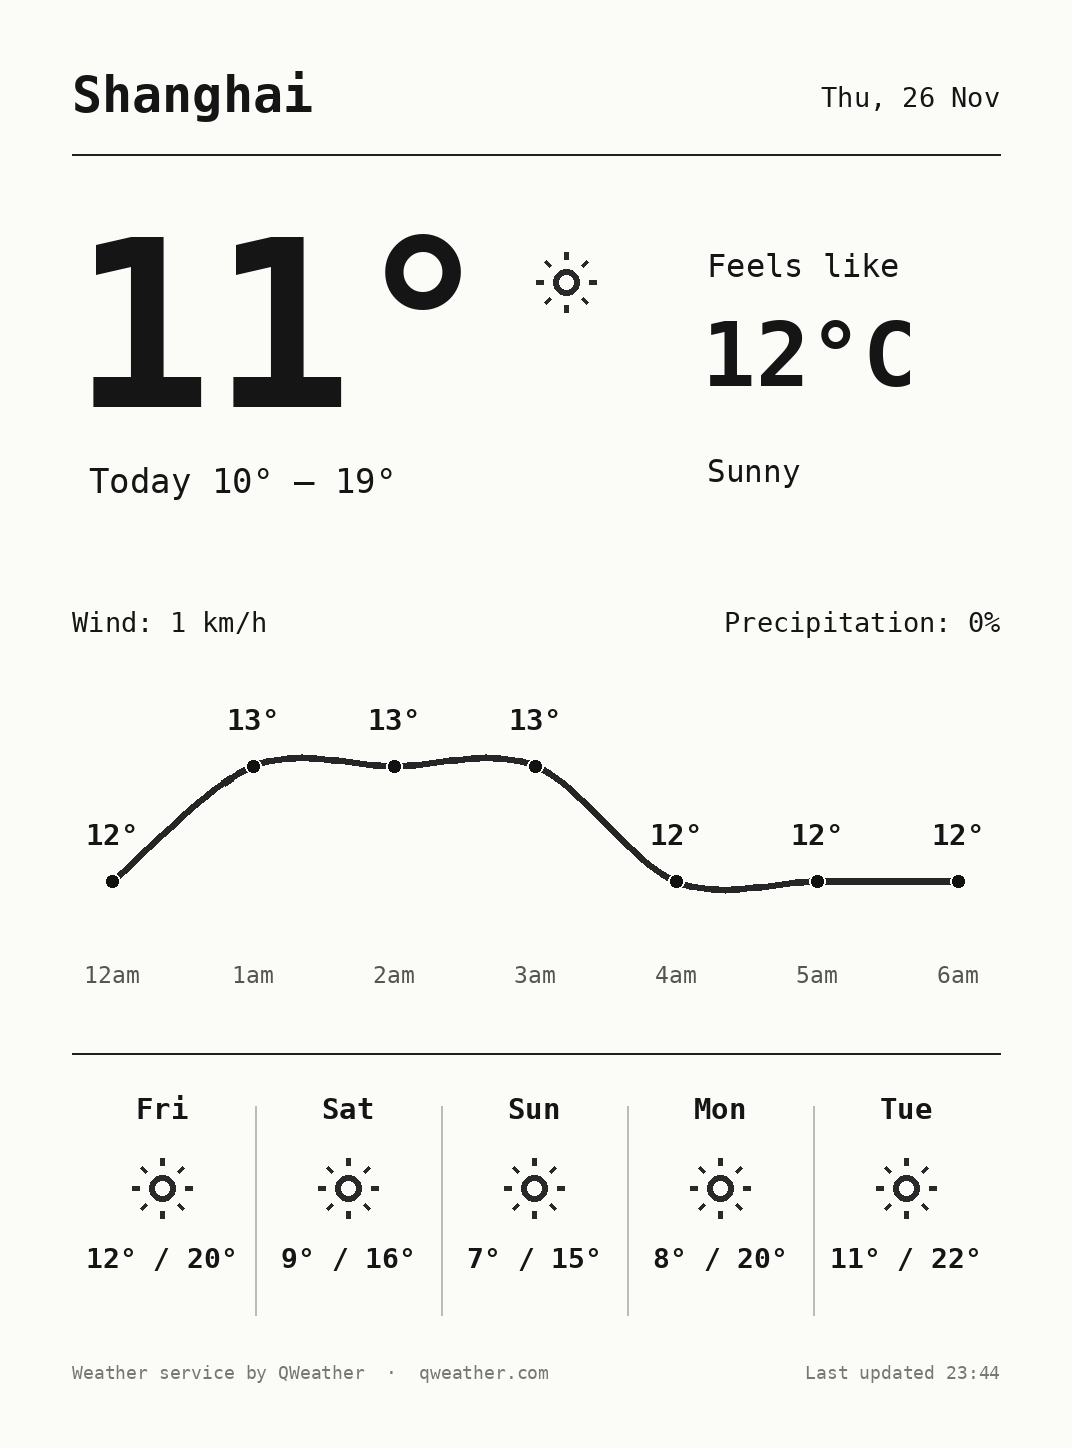 Shanghai
Thu, 26 Nov
11°
Feels like
12°C
Today 10° — 19°
Sunny
Wind: 1 km/h
Precipitation: 0%
13° 13° 13°
12° 12° 12° 12°
12am 1am 2am 3am 4am 5am 6am
Fri Sat Sun Mon Tue
12° / 20° 9° / 16° 7° / 15° 8° / 20° 11° / 22°
Weather service by QWeather · qweather.com
Last updated 23:44